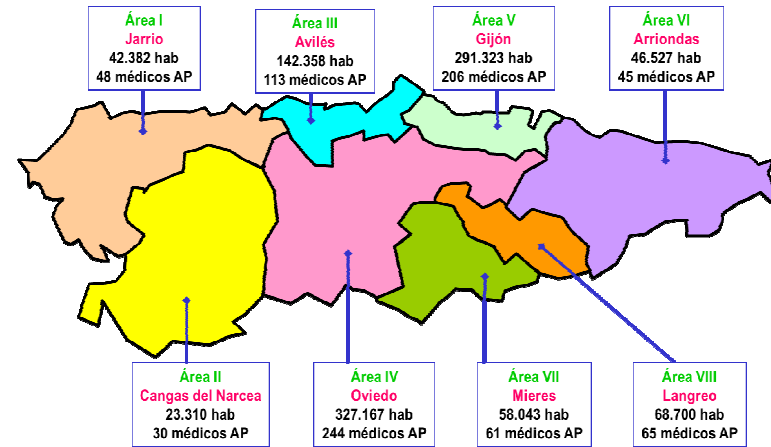 Área I
Jarrio
42.382 hab
48 médicos AP
Área III
Avilés
142.358 hab
113 médicos AP
Área V
Gijón
291.323 hab
206 médicos AP
Área VI
Arriondas
46.527 hab
45 médicos AP
Área II
Cangas del Narcea
23.310 hab
30 médicos AP
Área IV
Oviedo
327.167 hab
244 médicos AP
Área VII
Mieres
58.043 hab
61 médicos AP
Área VIII
Langreo
68.700 hab
65 médicos AP